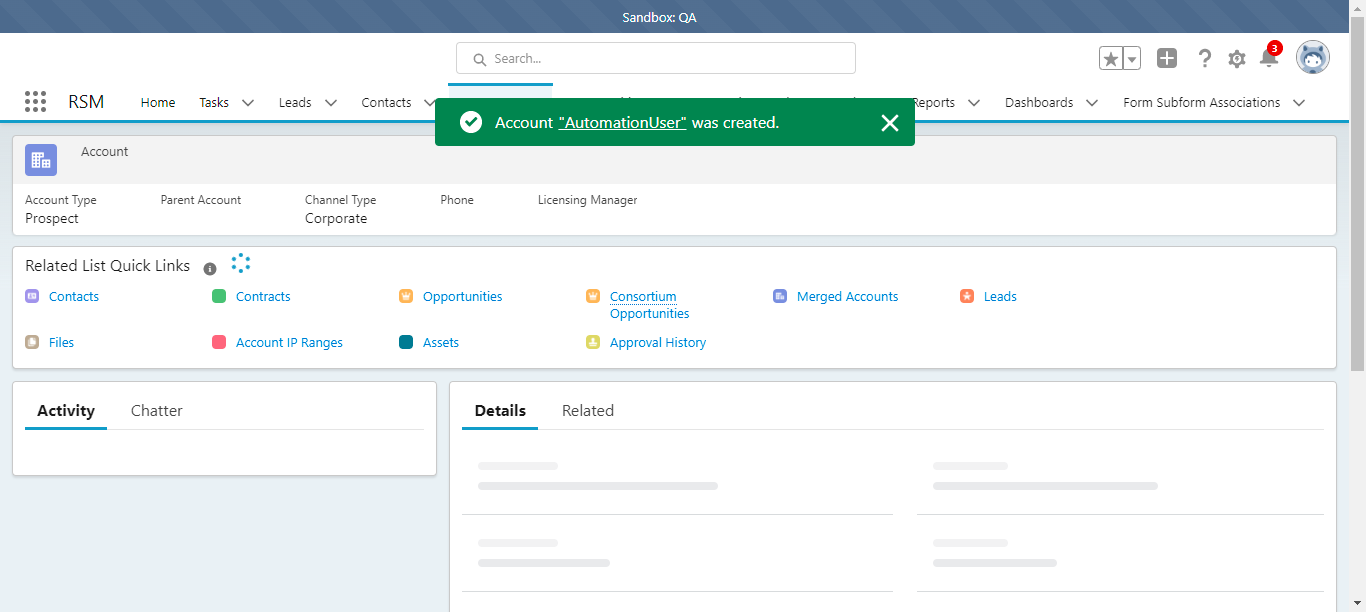 Sandbox: QA
Search...
3
RSM Home Tasks Leads Contacts Reports Dashboards Form Subform Associations
Account "AutomationUser" was created.
Account
Account Type Parent Account Channel Type Phone Licensing Manager
Prospect Corporate
Related List Quick Links
Contacts Contracts Opportunities Consortium Opportunities Merged Accounts Leads
Files Account IP Ranges Assets Approval History
Activity Chatter Details Related